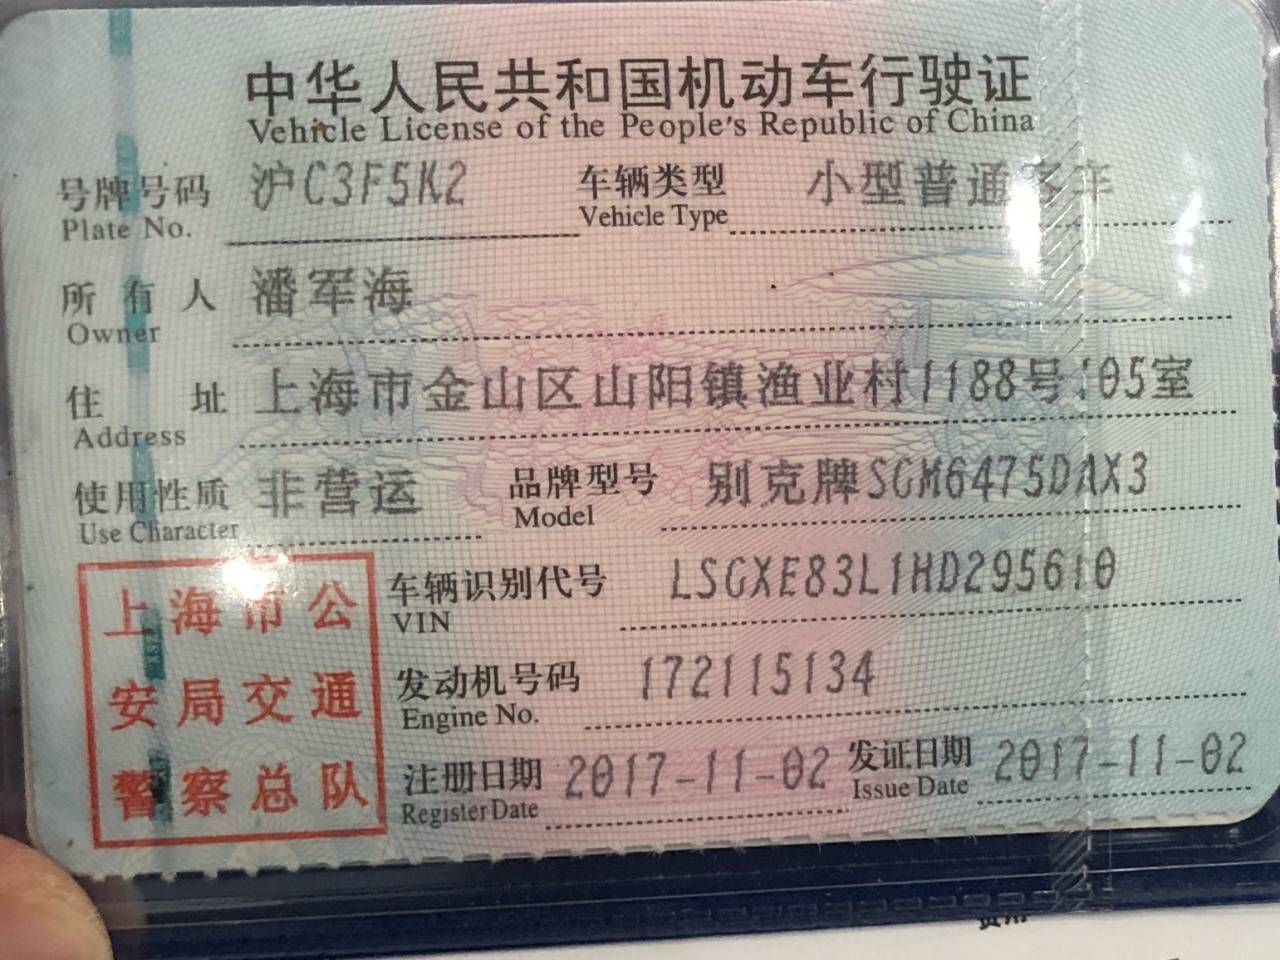 中华人民共和国机动车行驶证
Vehicle License of the People's Republic of China
号牌号码 沪C3F5K2 车辆类型 小型普通客车
Plate No. Vehicle Type
所有人 潘军海
Owner
住址 上海市金山区山阳镇渔业村1188号105室
Address
使用性质 非营运 品牌型号 别克牌SGM6475DAX3
Use Character Model
车辆识别代号 LSGXE83L1HD295610
VIN
发动机号码 172115134
Engine No.
注册日期 2017-11-02 发证日期 2017-11-02
Register Date Issue Date
上海市公
安局交通
警察总队